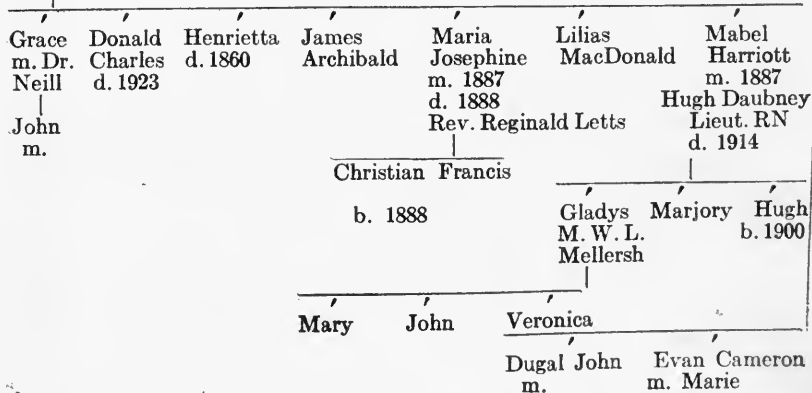 Grace Donald Henrietta James Maria Lilias Mabel
m. Dr. Charles d. 1860 Archibald Josephine MacDonald Harriott
Neill d. 1923 m. 1887 m. 1887
d. 1888 Hugh Daubney
John Rev. Reginald Letts Lieut. RN
m. d. 1914
Christian Francis
b. 1888 Gladys Marjory Hugh
M. W. L. b. 1900
Mellersh
Mary John Veronica
Dugal John Evan Cameron
m. m. Marie